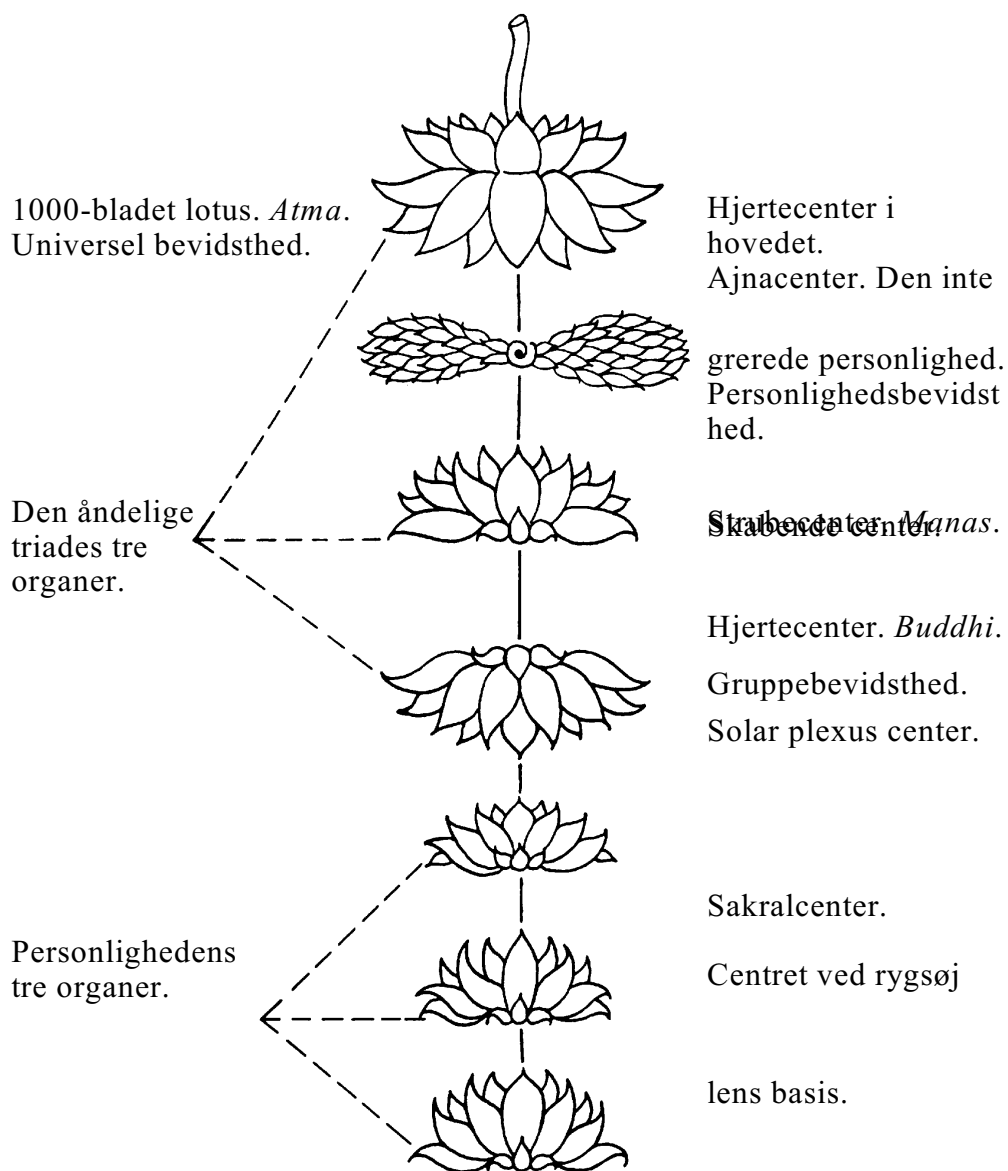 1000-bladet lotus. Atma.
Universel bevidsthed.
Den åndelige
triades tre
organer.
Personlighedens
tre organer.
Hjertecenter i
hovedet.
Ajnacenter. Den inte
grerede personlighed.
Personlighedsbevidst
hed.
Strubecenter. Manas.
Skabende center.
Hjertecenter. Buddhi.
Gruppebevidsthed.
Solar plexus center.
Sakralcenter.
Centret ved rygsøj
lens basis.